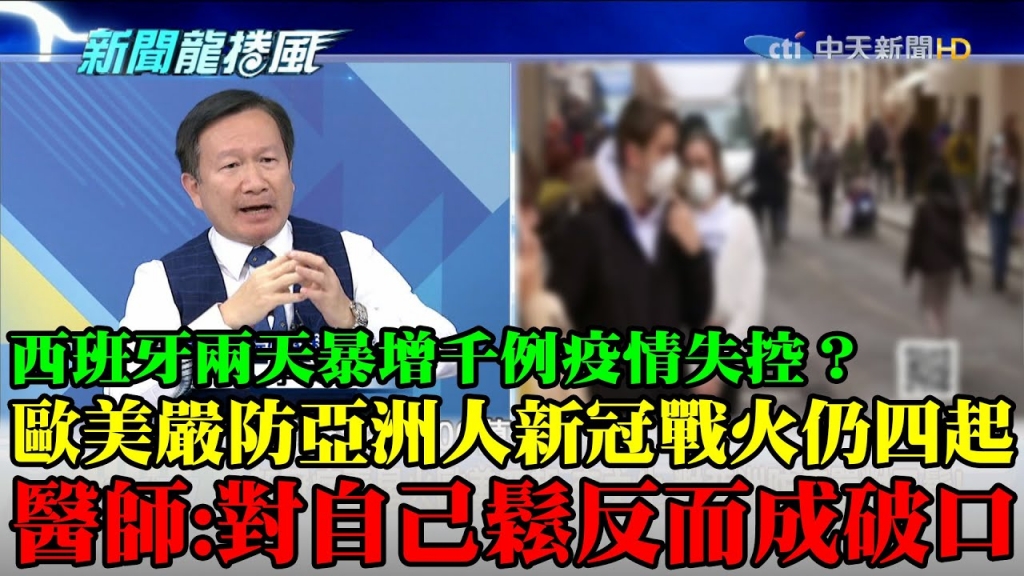 新聞龍捲風
cti 中天新聞HD
西班牙兩天暴增千例疫情失控？
歐美嚴防亞洲人新冠戰火仍四起
醫師:對自己鬆反而成破口